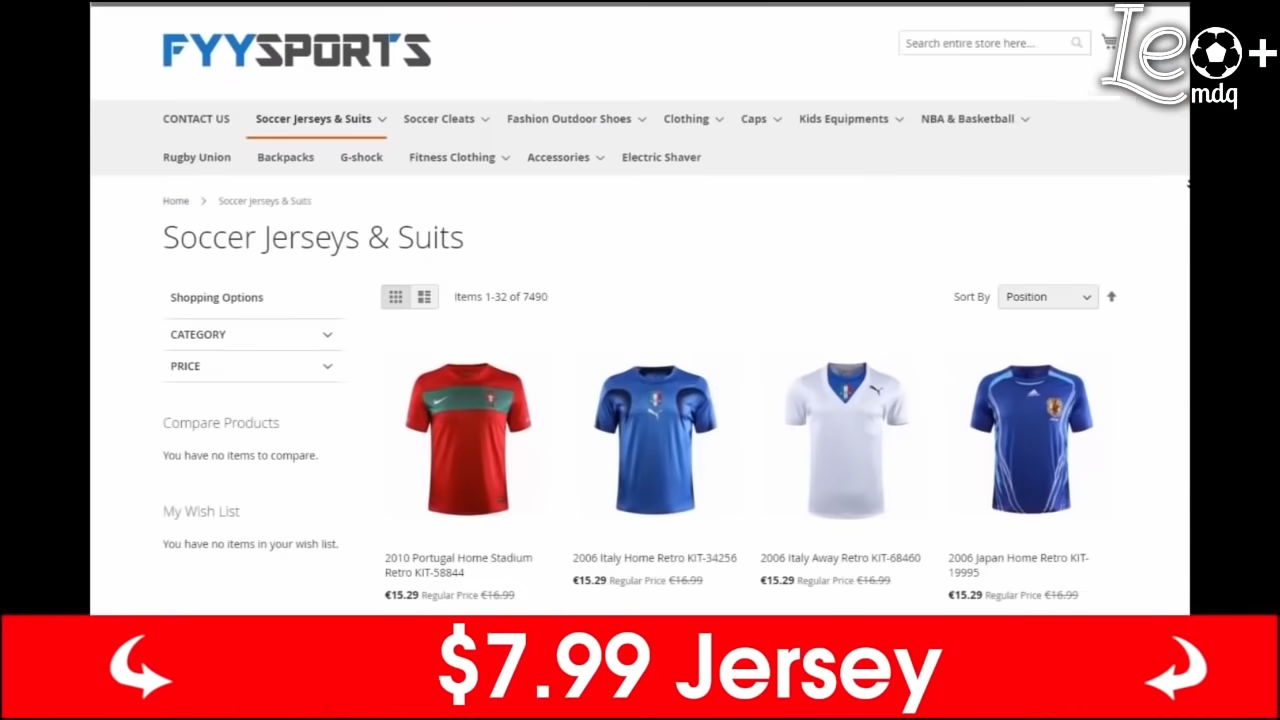 FYYSPORTS
Search entire store here...
Leo+
mdq
CONTACT US Soccer Jerseys & Suits Soccer Cleats Fashion Outdoor Shoes Clothing Caps Kids Equipments NBA & Basketball
Rugby Union Backpacks G-shock Fitness Clothing Accessories Electric Shaver
Home > Soccer Jerseys & Suits
Soccer Jerseys & Suits
Shopping Options
Items 1-32 of 7490
Sort By Position
CATEGORY
PRICE
Compare Products
You have no items to compare.
My Wish List
You have no items in your wish list.
2010 Portugal Home Stadium
Retro KIT-58844
€15.29 Regular Price €16.99
2006 Italy Home Retro KIT-34256
€15.29 Regular Price €16.99
2006 Italy Away Retro KIT-68460
€15.29 Regular Price €16.99
2006 Japan Home Retro KIT-
19995
€15.29 Regular Price €16.99
$7.99 Jersey